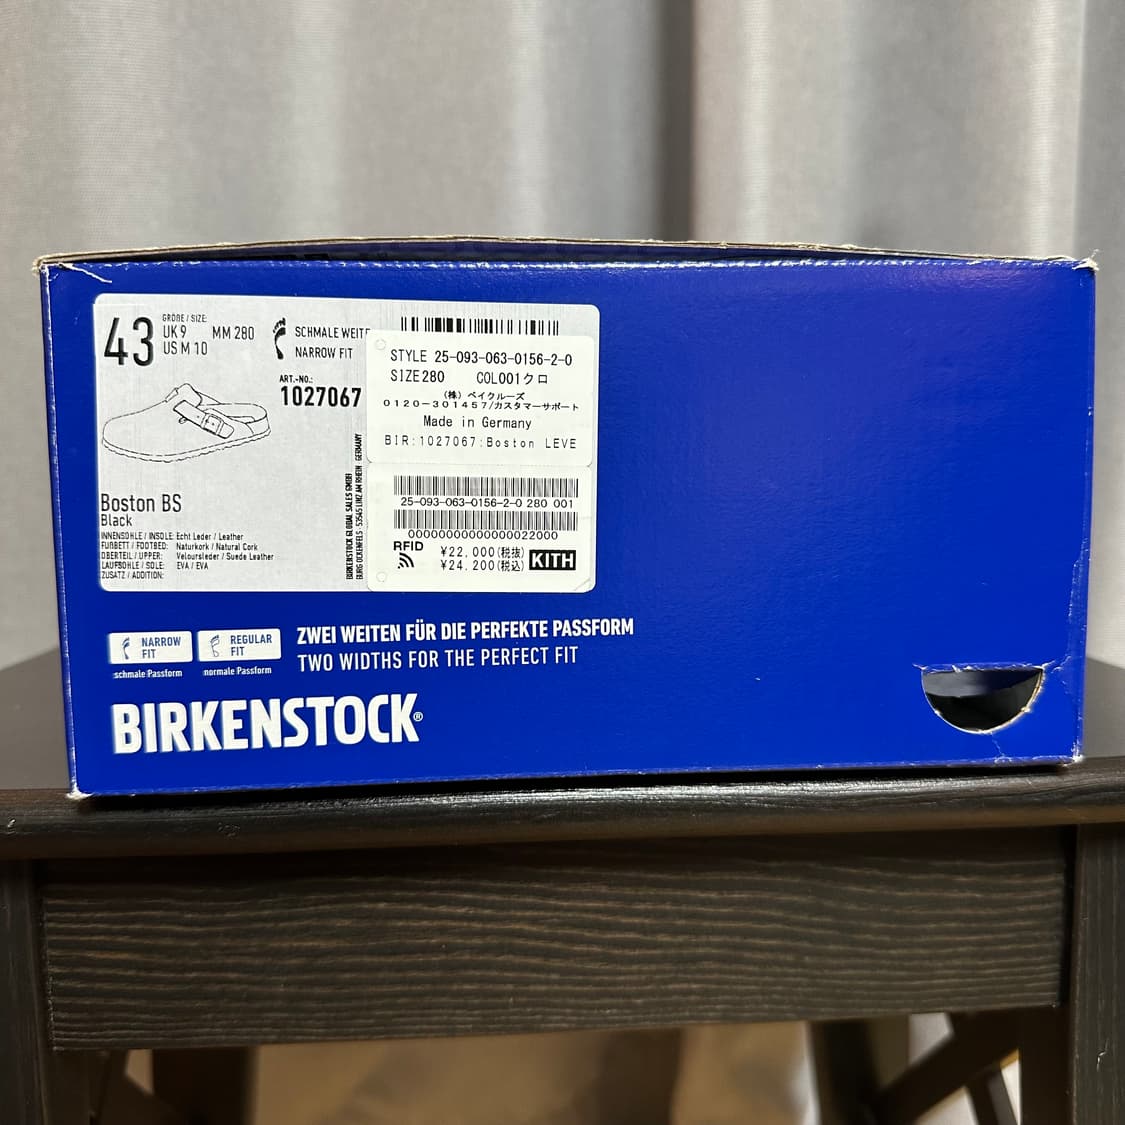 43
GRÖßE / SIZE:
UK 9 MM 280
US M 10
SCHMALE WEITE
NARROW FIT
ART.-NO.:
1027067
Boston BS
Black
INNENSOHLE / INSOLE: Echt Leder / Leather
FUßBETT / FOOTBED: Naturkork / Natural Cork
OBERTEIL / UPPER: Veloursleder / Suede Leather
LAUFSOHLE / SOLE: EVA / EVA
ZUSATZ / ADDITION:
BIRKENSTOCK GLOBAL SALES GMBH
BURG OCKENFELS · 53545 LINZ AM RHEIN · GERMANY
STYLE 25-093-063-0156-2-0
SIZE280 COL001クロ
(株) ベイクルーズ
0120-301457/カスタマーサポート
Made in Germany
BIR:1027067:Boston LEVE
25-093-063-0156-2-0 280 001
RFID
¥22,000(税抜)
¥24,200(税込)
KITH
NARROW
FIT
schmale Passform
REGULAR
FIT
normale Passform
ZWEI WEITEN FÜR DIE PERFEKTE PASSFORM
TWO WIDTHS FOR THE PERFECT FIT
BIRKENSTOCK®